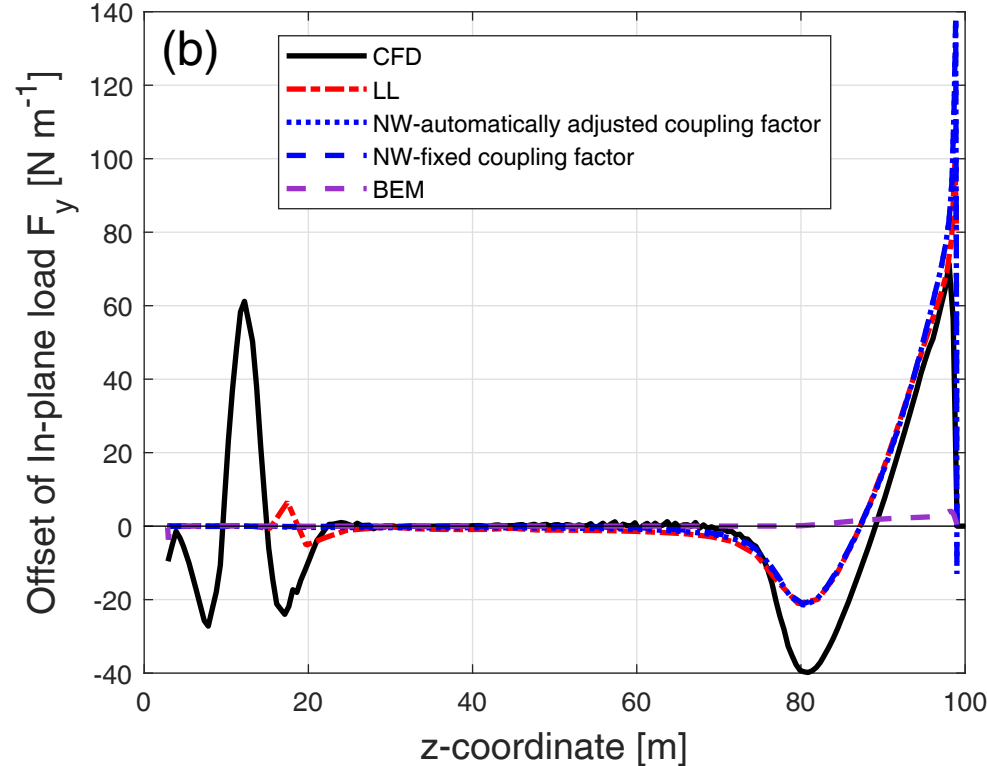 (b)
CFD
LL
NW-automatically adjusted coupling factor
NW-fixed coupling factor
BEM
Offset of In-plane load F_y [N m⁻¹]
140
120
100
80
60
40
20
0
-20
-40
0 20 40 60 80 100
z-coordinate [m]